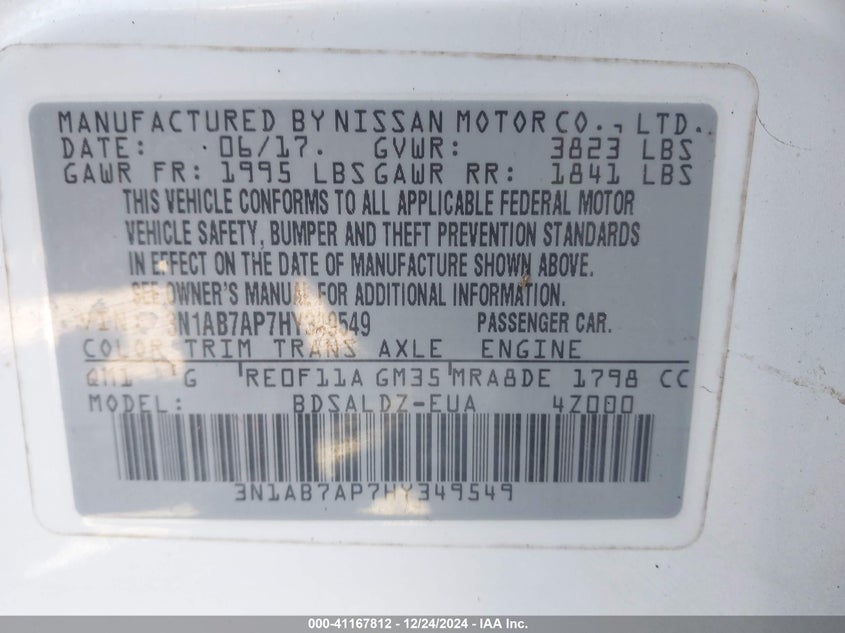 MANUFACTURED BY NISSAN MOTOR CO., LTD.
DATE: 06/17. GVWR: 3823 LBS
GAWR FR: 1995 LBS GAWR RR: 1841 LBS
THIS VEHICLE CONFORMS TO ALL APPLICABLE FEDERAL MOTOR
VEHICLE SAFETY, BUMPER AND THEFT PREVENTION STANDARDS
IN EFFECT ON THE DATE OF MANUFACTURE SHOWN ABOVE.
SEE OWNER'S MANUAL FOR ADDITIONAL INFORMATION.
VIN: 3N1AB7AP7HY349549 PASSENGER CAR.
COLOR TRIM TRANS AXLE ENGINE
QM1 G RE0F11A GM35 MRA8DE 1798 CC
MODEL: BDSALDZ-EUA 4Z000
3N1AB7AP7HY349549
000-41167812 - 12/24/2024 - IAA Inc.